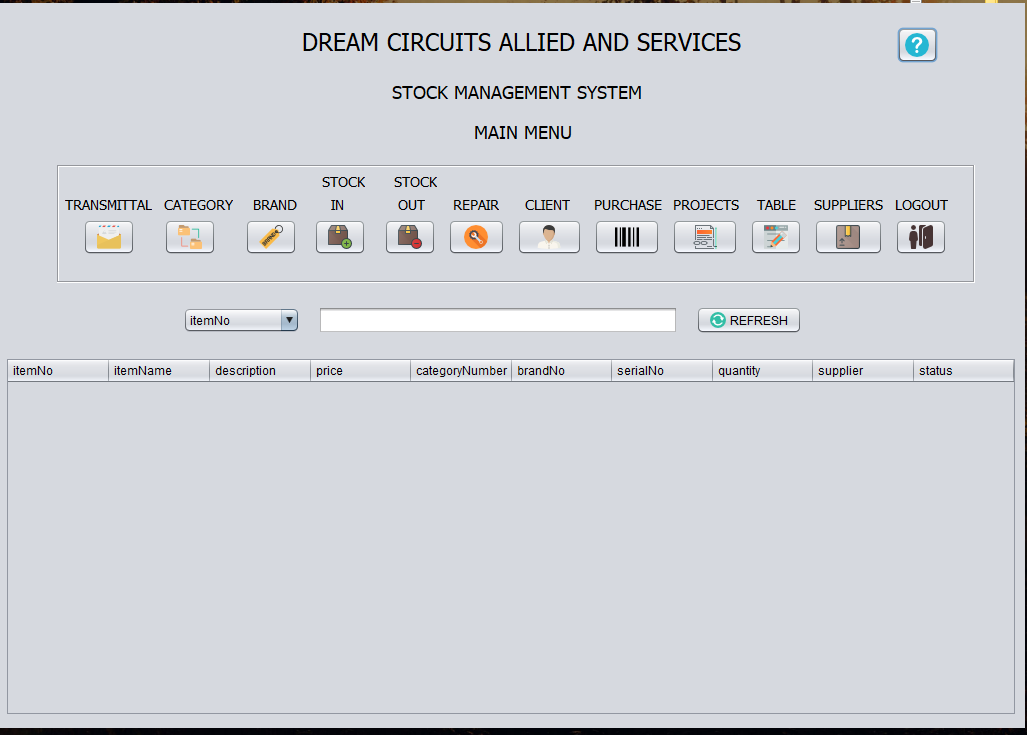 DREAM CIRCUITS ALLIED AND SERVICES
?
STOCK MANAGEMENT SYSTEM
MAIN MENU
STOCK STOCK
TRANSMITTAL CATEGORY BRAND IN OUT REPAIR CLIENT PURCHASE PROJECTS TABLE SUPPLIERS LOGOUT
itemNo REFRESH
itemNo itemName description price categoryNumber brandNo serialNo quantity supplier status